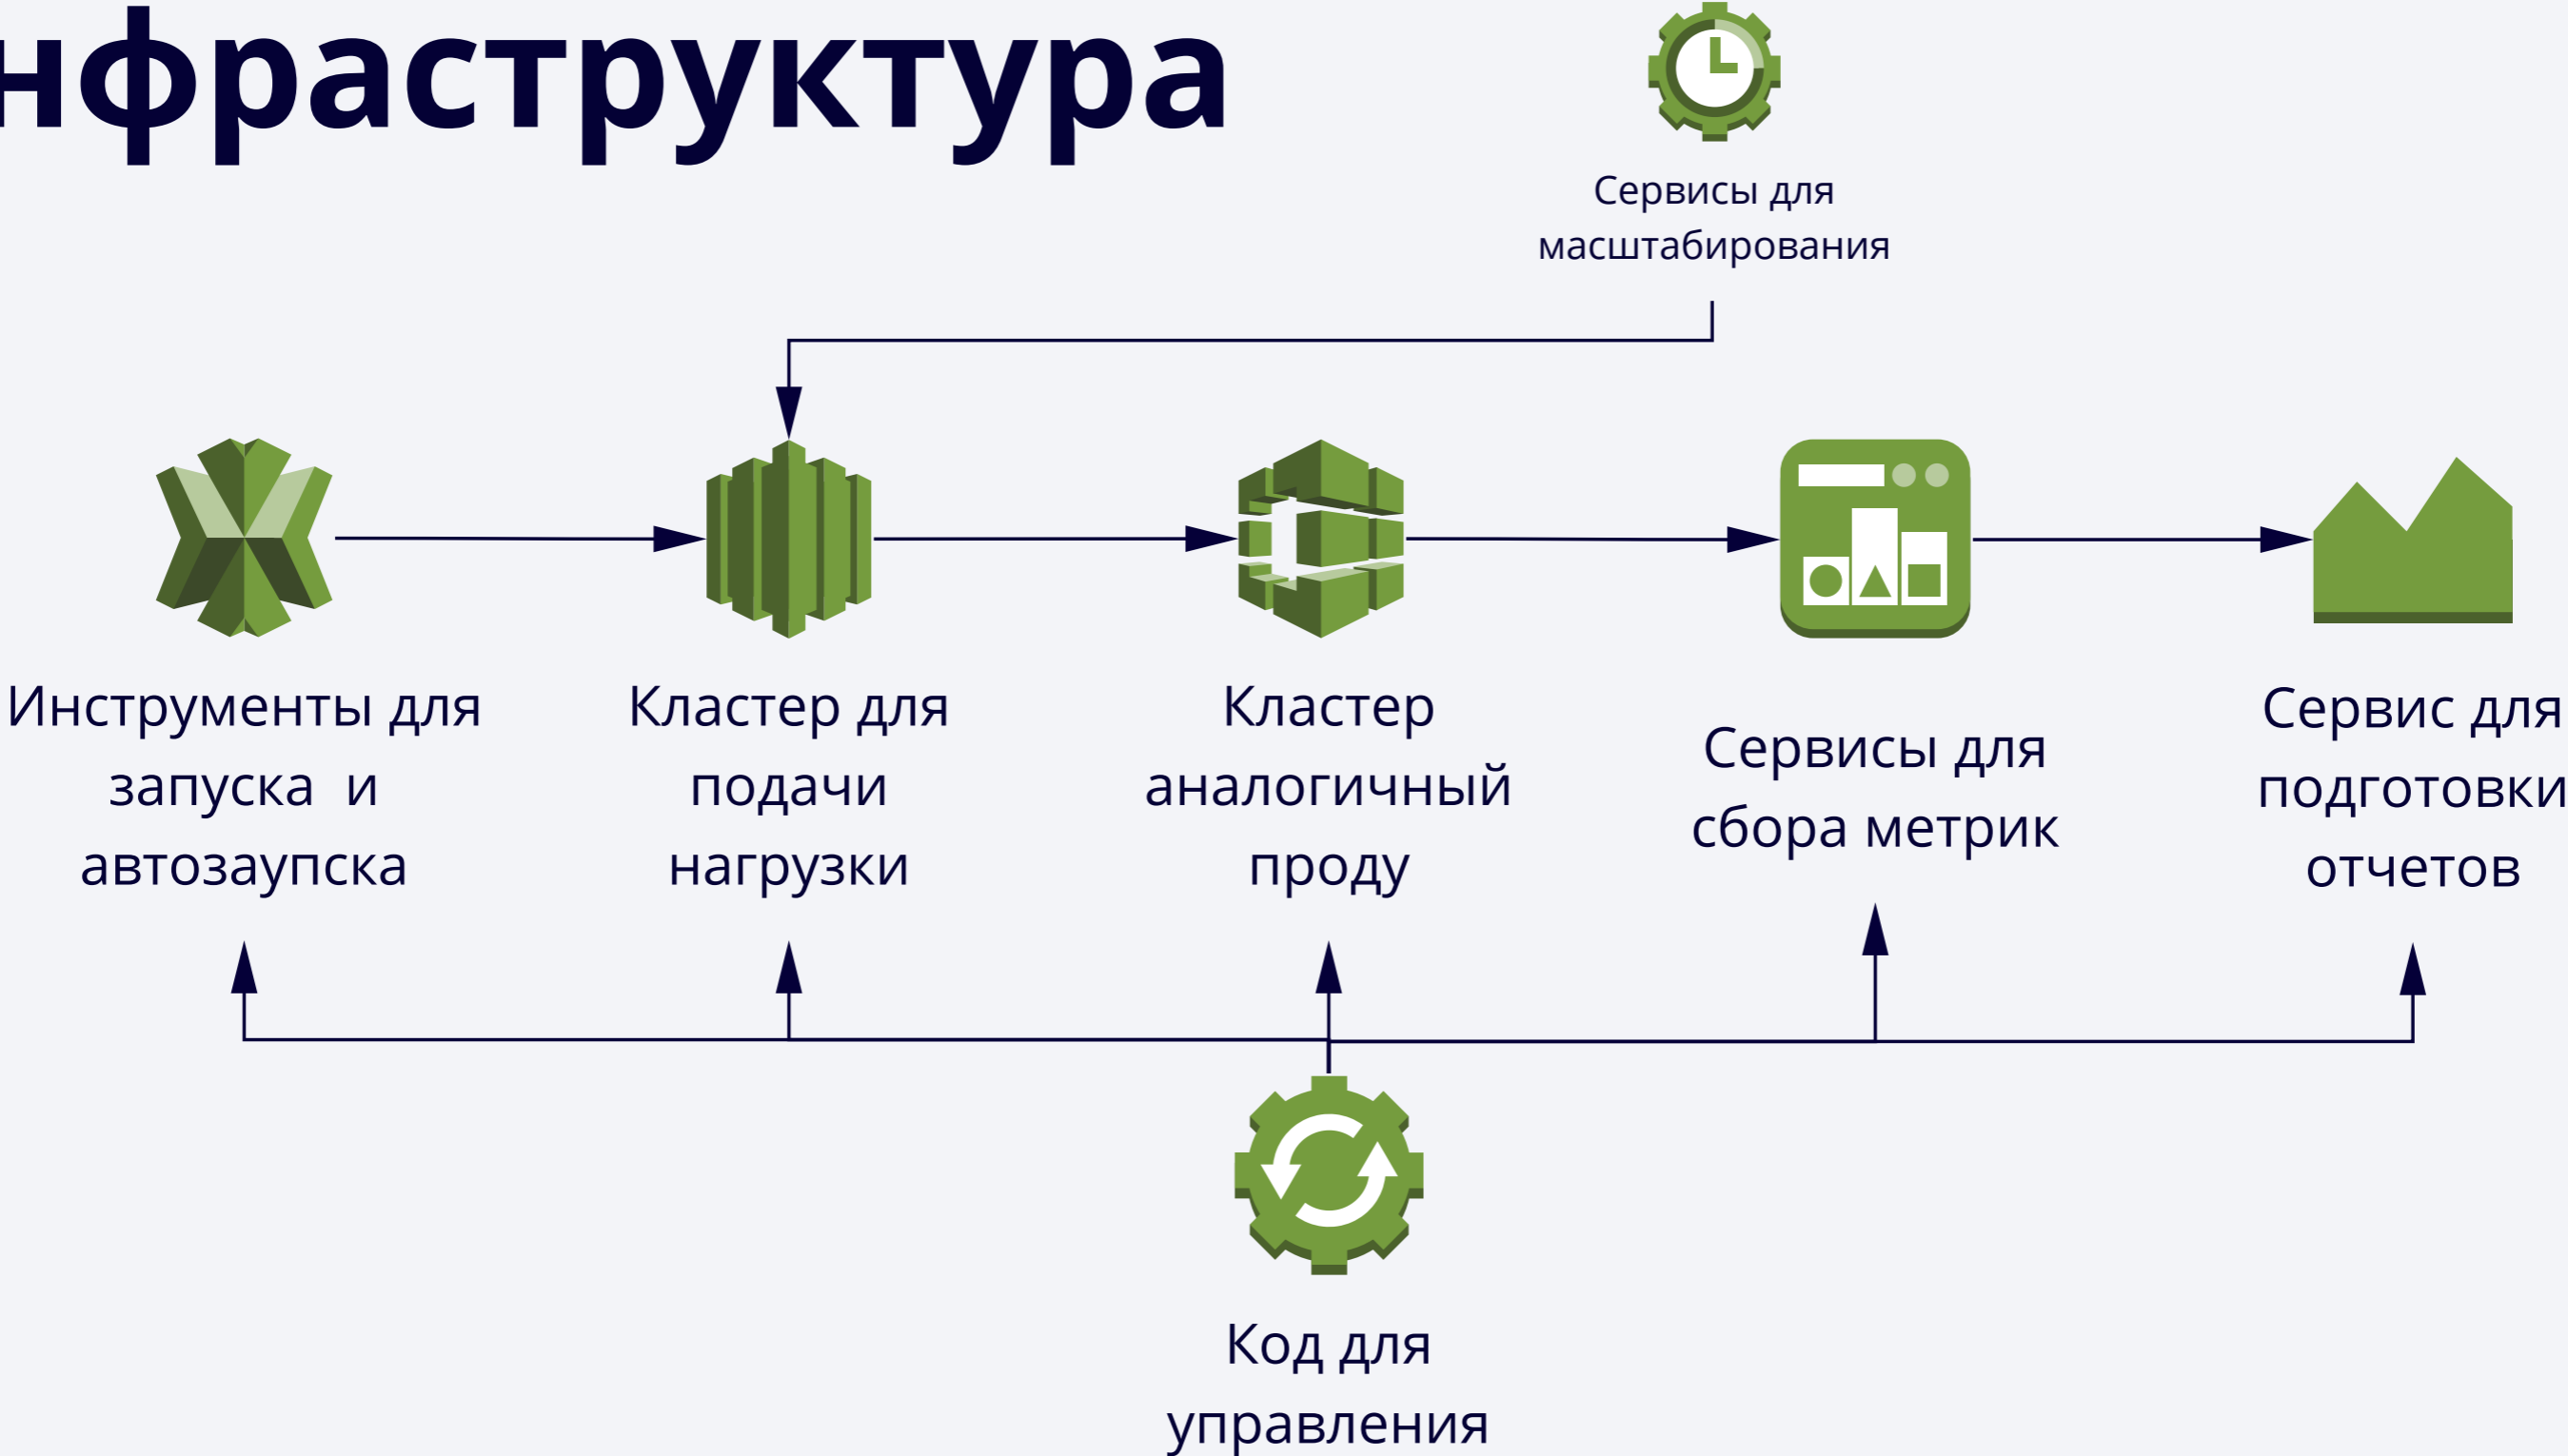 нфраструктура
Сервисы для
масштабирования
Инструменты для
запуска  и
автозаупска
Кластер для
подачи
нагрузки
Кластер
аналогичный
проду
Сервисы для
сбора метрик
Сервис для
подготовки
отчетов
Код для
управления